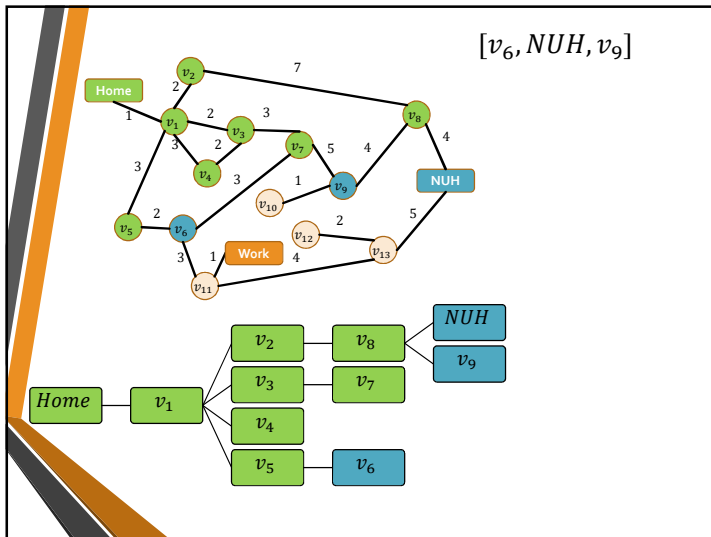 [v₆, NUH, v₉]
7
v₂
Home
2
v₈
1
v₁
2
v₃
3
4
3
2
v₇
5
4
v₄
3
3
v₉
NUH
1
v₁₀
2
v₅
v₆
2
5
v₁₂
3
1
Work
4
v₁₃
v₁₁
NUH
v₂
v₈
v₉
v₃
v₇
Home
v₁
v₄
v₅
v₆